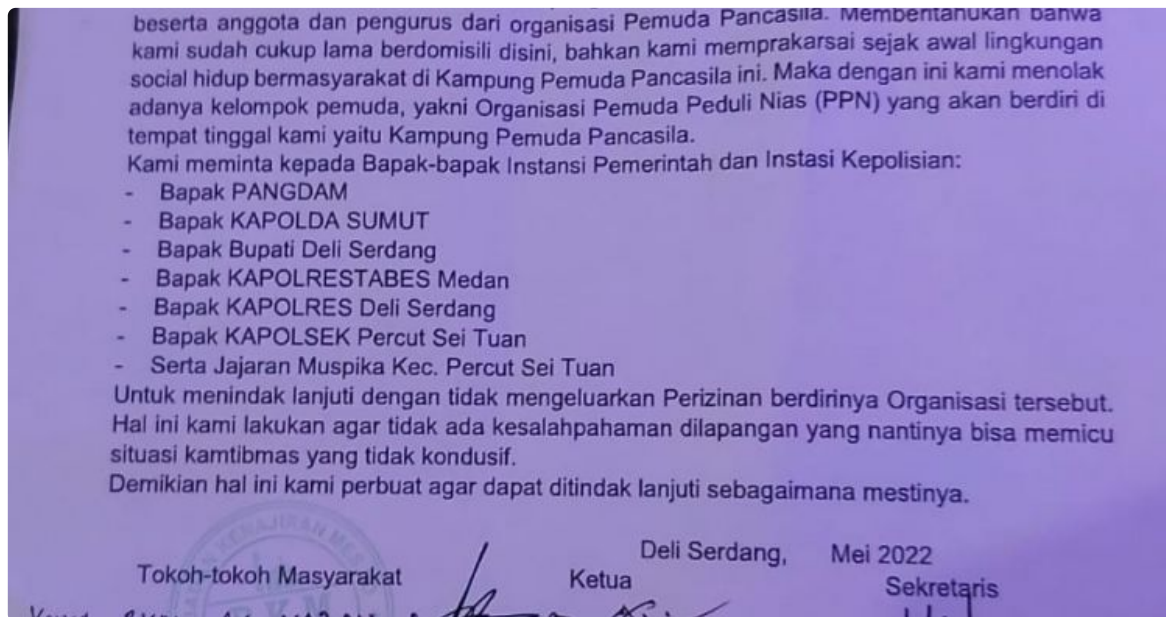 beserta anggota dan pengurus dari organisasi Pemuda Pancasila. Membentahukan bahwa
kami sudah cukup lama berdomisili disini, bahkan kami memprakarsai sejak awal lingkungan
social hidup bermasyarakat di Kampung Pemuda Pancasila ini. Maka dengan ini kami menolak
adanya kelompok pemuda, yakni Organisasi Pemuda Peduli Nias (PPN) yang akan berdiri di
tempat tinggal kami yaitu Kampung Pemuda Pancasila.
Kami meminta kepada Bapak-bapak Instansi Pemerintah dan Instasi Kepolisian:
- Bapak PANGDAM
- Bapak KAPOLDA SUMUT
- Bapak Bupati Deli Serdang
- Bapak KAPOLRESTABES Medan
- Bapak KAPOLRES Deli Serdang
- Bapak KAPOLSEK Percut Sei Tuan
- Serta Jajaran Muspika Kec. Percut Sei Tuan
Untuk menindak lanjuti dengan tidak mengeluarkan Perizinan berdirinya Organisasi tersebut.
Hal ini kami lakukan agar tidak ada kesalahpahaman dilapangan yang nantinya bisa memicu
situasi kamtibmas yang tidak kondusif.
Demikian hal ini kami perbuat agar dapat ditindak lanjuti sebagaimana mestinya.
Deli Serdang, Mei 2022
Tokoh-tokoh Masyarakat Ketua Sekretaris